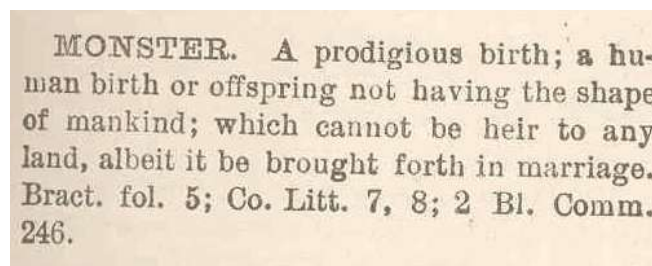 MONSTER. A prodigious birth; a hu-
man birth or offspring not having the shape
of mankind; which cannot be heir to any
land, albeit it be brought forth in marriage.
Bract. fol. 5; Co. Litt. 7, 8; 2 Bl. Comm.
246.